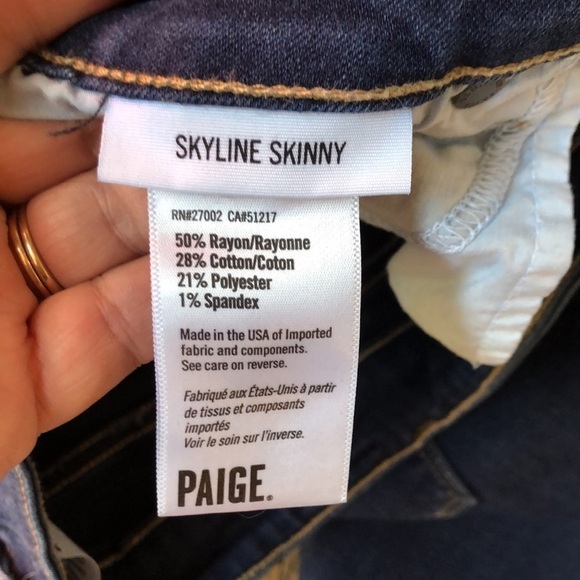 SKYLINE SKINNY
RN#27002 CA#51217
50% Rayon/Rayonne
28% Cotton/Coton
21% Polyester
1% Spandex
Made in the USA of Imported
fabric and components.
See care on reverse.
Fabriqué aux États-Unis à partir
de tissus et composants
importés
Voir le soin sur l'inverse.
PAIGE®